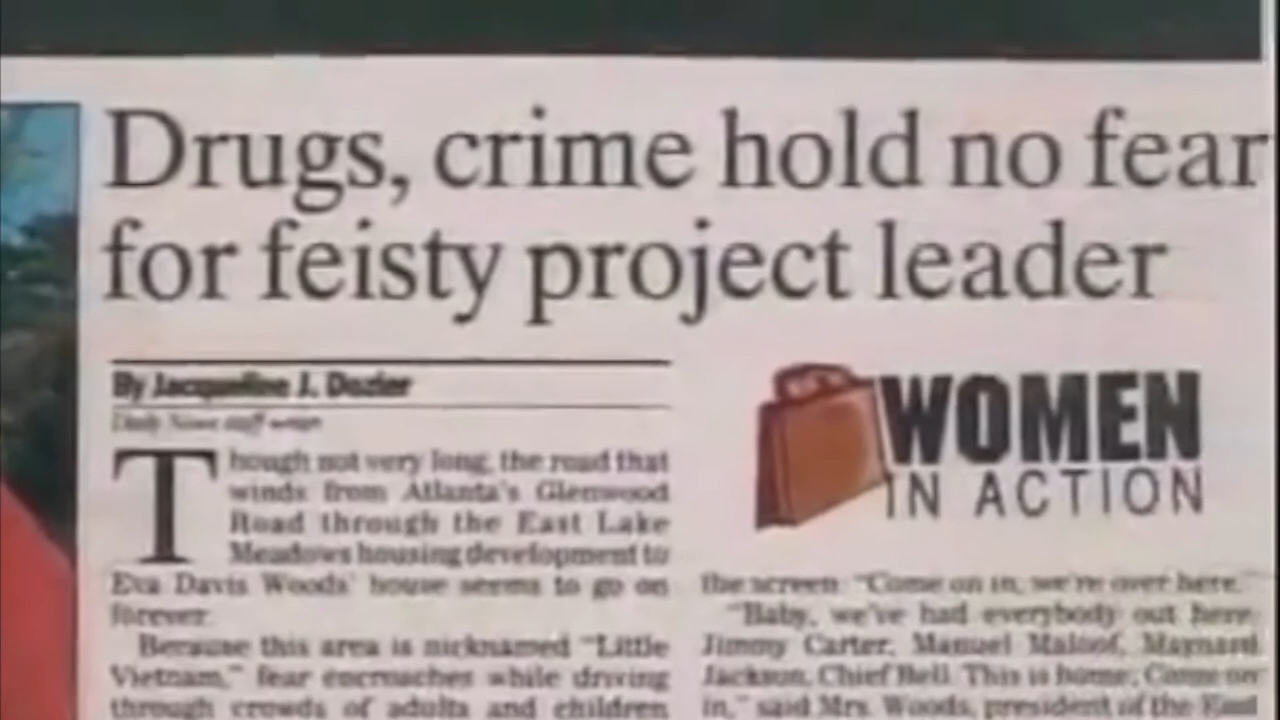 Drugs, crime hold no fear
for feisty project leader
By Jacqueline J. Dozier
Daily News staff writer
Though not very long, the road that
winds from Atlanta's Glenwood
Road through the East Lake
Meadows housing development to
Eva Davis Woods' house seems to go on
forever.
Because this area is nicknamed "Little
Vietnam," fear encroaches while driving
through crowds of adults and children
WOMEN
IN ACTION
the screen. "Come on in, we're over here."
"Baby, we've had everybody out here:
Jimmy Carter, Manuel Maloof, Maynard
Jackson, Chief Bell. This is home; Come on
in," said Mrs. Woods, president of the East